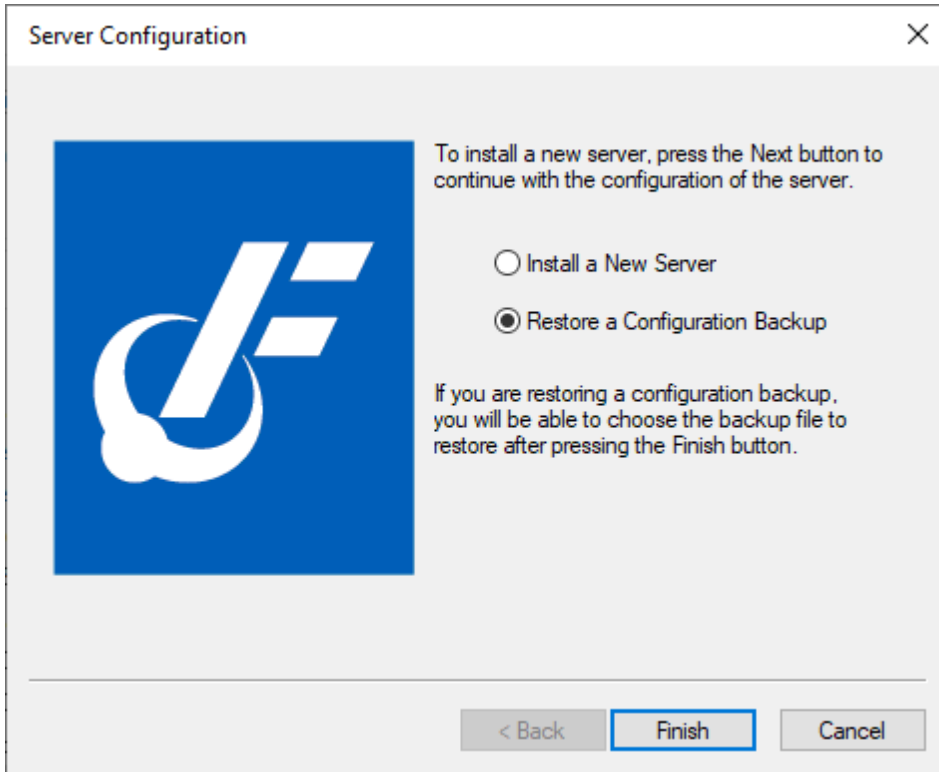 Server Configuration
To install a new server, press the Next button to
continue with the configuration of the server.
Install a New Server
Restore a Configuration Backup
If you are restoring a configuration backup,
you will be able to choose the backup file to
restore after pressing the Finish button.
< Back
Finish
Cancel